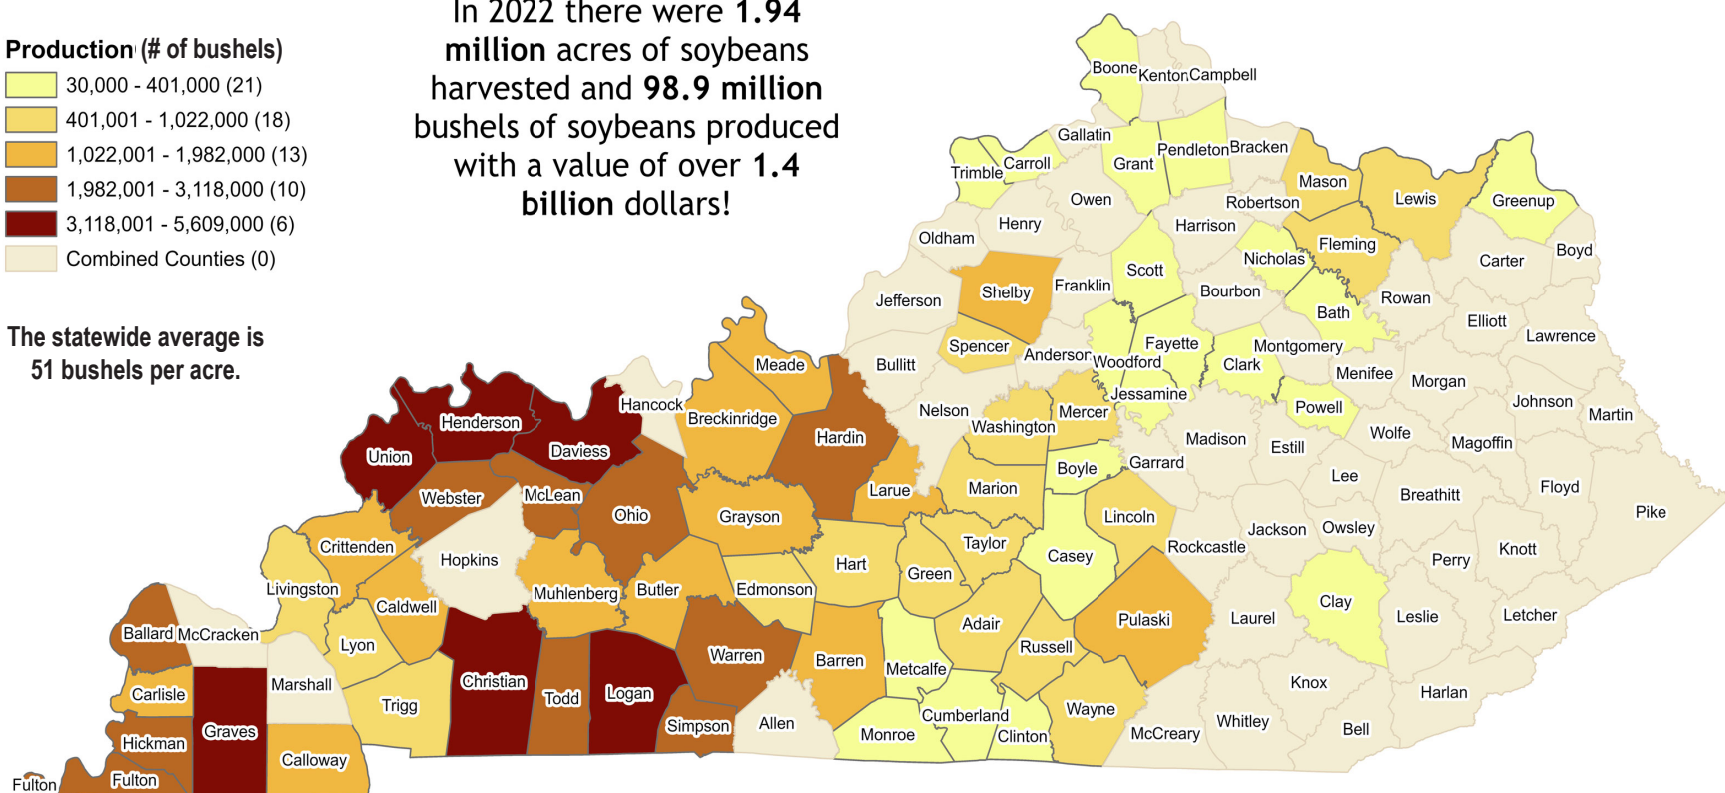 In 2022 there were 1.94
million acres of soybeans
harvested and 98.9 million
bushels of soybeans produced
with a value of over 1.4
billion dollars!
Production (# of bushels)
30,000 - 401,000 (21)
401,001 - 1,022,000 (18)
1,022,001 - 1,982,000 (13)
1,982,001 - 3,118,000 (10)
3,118,001 - 5,609,000 (6)
Combined Counties (0)
The statewide average is
51 bushels per acre.
Boone
Kenton
Campbell
Gallatin
Carroll
Trimble
Grant
Pendleton
Bracken
Mason
Lewis
Greenup
Owen
Robertson
Henry
Harrison
Oldham
Fleming
Nicholas
Boyd
Carter
Scott
Shelby
Franklin
Bourbon
Jefferson
Rowan
Bath
Elliott
Lawrence
Spencer
Anderson
Woodford
Fayette
Montgomery
Clark
Bullitt
Meade
Menifee
Morgan
Jessamine
Johnson
Martin
Hancock
Breckinridge
Nelson
Mercer
Powell
Henderson
Washington
Hardin
Madison
Estill
Wolfe
Magoffin
Union
Daviess
Boyle
Garrard
Lee
Webster
McLean
Larue
Marion
Breathitt
Floyd
Ohio
Grayson
Lincoln
Pike
Jackson
Owsley
Crittenden
Taylor
Casey
Rockcastle
Knott
Hopkins
Hart
Green
Perry
Livingston
Muhlenberg
Butler
Edmonson
Caldwell
Clay
Leslie
Letcher
Ballard
McCracken
Lyon
Adair
Pulaski
Laurel
Warren
Barren
Metcalfe
Russell
Christian
Marshall
Carlisle
Todd
Logan
Knox
Harlan
Trigg
Graves
Simpson
Allen
Cumberland
Wayne
Whitley
Bell
Hickman
Monroe
Clinton
McCreary
Calloway
Fulton
Fulton